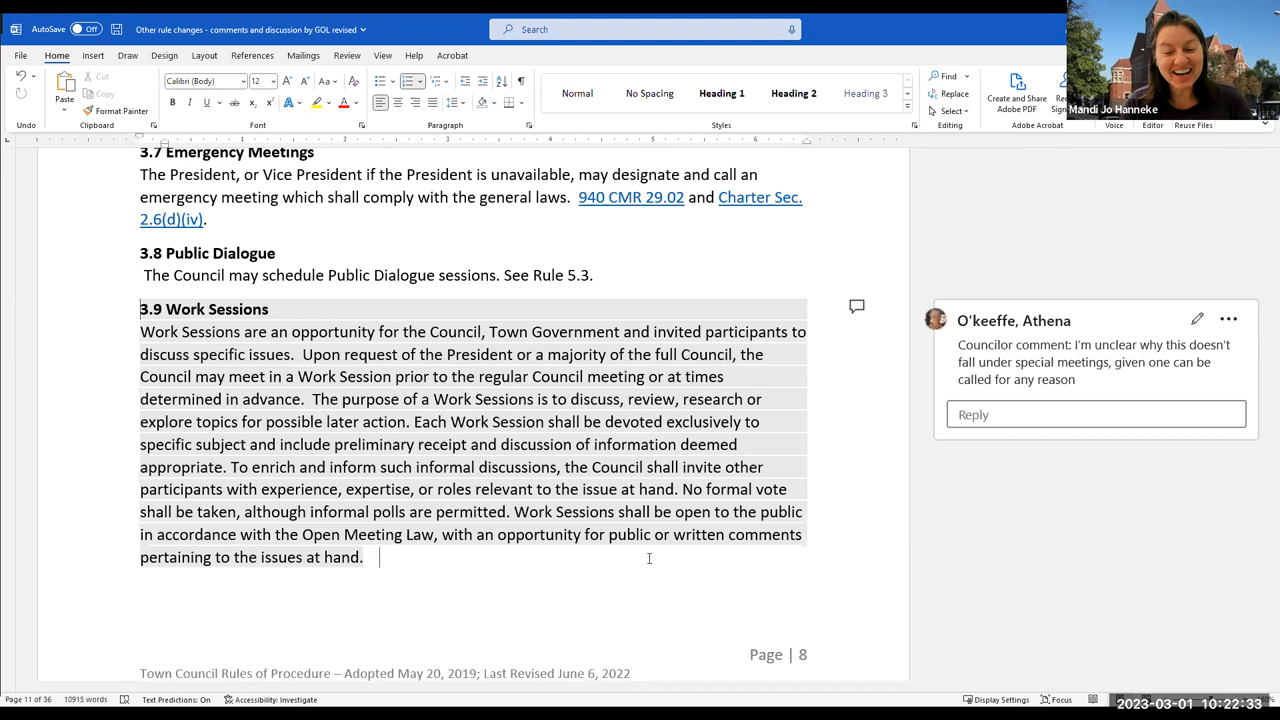 AutoSave Off Other rule changes - comments and discussion by GOL revised Search
File Home Insert Draw Design Layout References Mailings Review View Help Acrobat
Paste Cut Copy Format Painter
Calibri (Body) 12
Normal No Spacing Heading 1 Heading 2 Heading 3
Find Replace Select
Create and Share Adobe PDF
Mandi Jo Hanneke
Undo Clipboard Font Paragraph Styles Editing Adobe Acrobat Voice Editor Reuse Files
3.7 Emergency Meetings
The President, or Vice President if the President is unavailable, may designate and call an
emergency meeting which shall comply with the general laws. 940 CMR 29.02 and Charter Sec.
2.6(d)(iv).
3.8 Public Dialogue
The Council may schedule Public Dialogue sessions. See Rule 5.3.
3.9 Work Sessions
Work Sessions are an opportunity for the Council, Town Government and invited participants to
discuss specific issues. Upon request of the President or a majority of the full Council, the
Council may meet in a Work Session prior to the regular Council meeting or at times
determined in advance. The purpose of a Work Sessions is to discuss, review, research or
explore topics for possible later action. Each Work Session shall be devoted exclusively to
specific subject and include preliminary receipt and discussion of information deemed
appropriate. To enrich and inform such informal discussions, the Council shall invite other
participants with experience, expertise, or roles relevant to the issue at hand. No formal vote
shall be taken, although informal polls are permitted. Work Sessions shall be open to the public
in accordance with the Open Meeting Law, with an opportunity for public or written comments
pertaining to the issues at hand.
O'keeffe, Athena
Councilor comment: I'm unclear why this doesn't
fall under special meetings, given one can be
called for any reason
Reply
Page | 8
Town Council Rules of Procedure – Adopted May 20, 2019; Last Revised June 6, 2022
Page 11 of 36 10915 words Text Predictions: On Accessibility: Investigate Display Settings Focus
2023-03-01 10:22:33